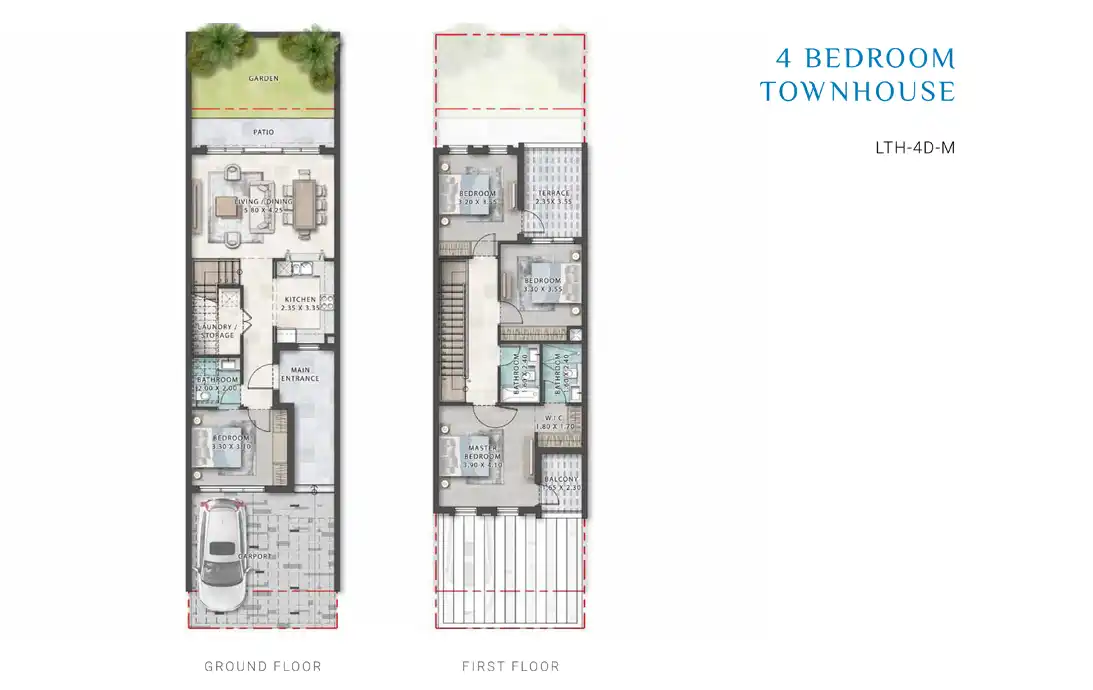 4 BEDROOM
TOWNHOUSE
LTH-4D-M
GARDEN
PATIO
LIVING / DINING
5.80 X 4.25
KITCHEN
2.35 X 3.35
LAUNDRY /
STORAGE
BATHROOM
2.00 X 2.00
MAIN
ENTRANCE
BEDROOM
3.50 X 3.10
CARPORT
GROUND FLOOR
BEDROOM
3.20 X 3.55
TERRACE
2.35X 3.55
BEDROOM
3.30 X 3.55
BATHROOM
1.60 X 2.40
BATHROOM
1.60 X 2.40
W.I.C.
1.80 X 1.70
MASTER
BEDROOM
3.90 X 4.10
BALCONY
1.65 X 2.30
FIRST FLOOR